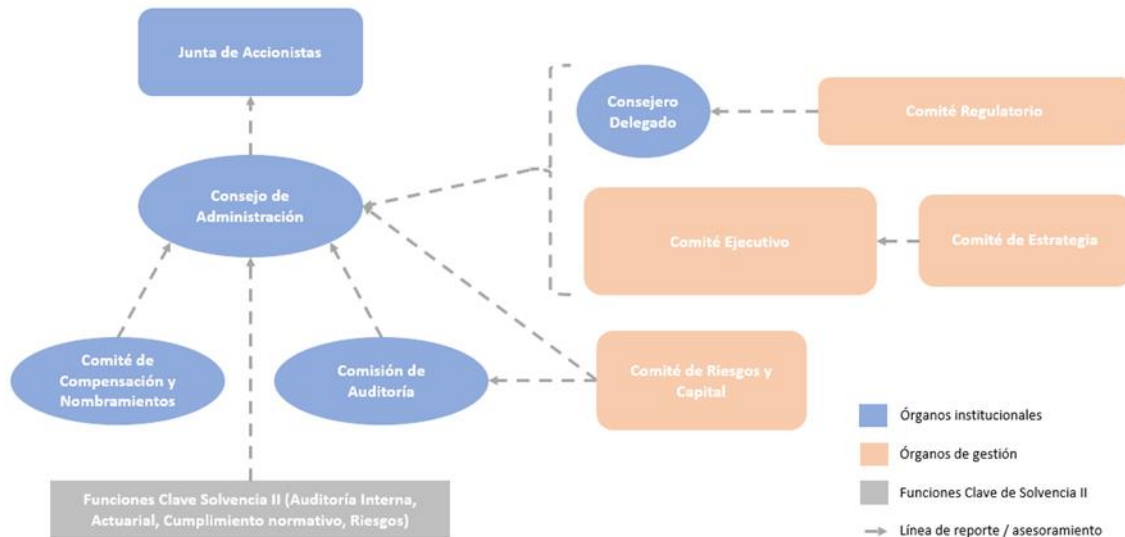 Junta de Accionistas
Consejero
Delegado
Comité Regulatorio
Consejo de
Administración
Comité Ejecutivo
Comité de Estrategia
Comité de
Compensación y
Nombramientos
Comisión de
Auditoría
Comité de Riesgos y
Capital
Funciones Clave Solvencia II (Auditoría Interna,
Actuarial, Cumplimiento normativo, Riesgos)
Órganos institucionales
Órganos de gestión
Funciones Clave de Solvencia II
Línea de reporte / asesoramiento